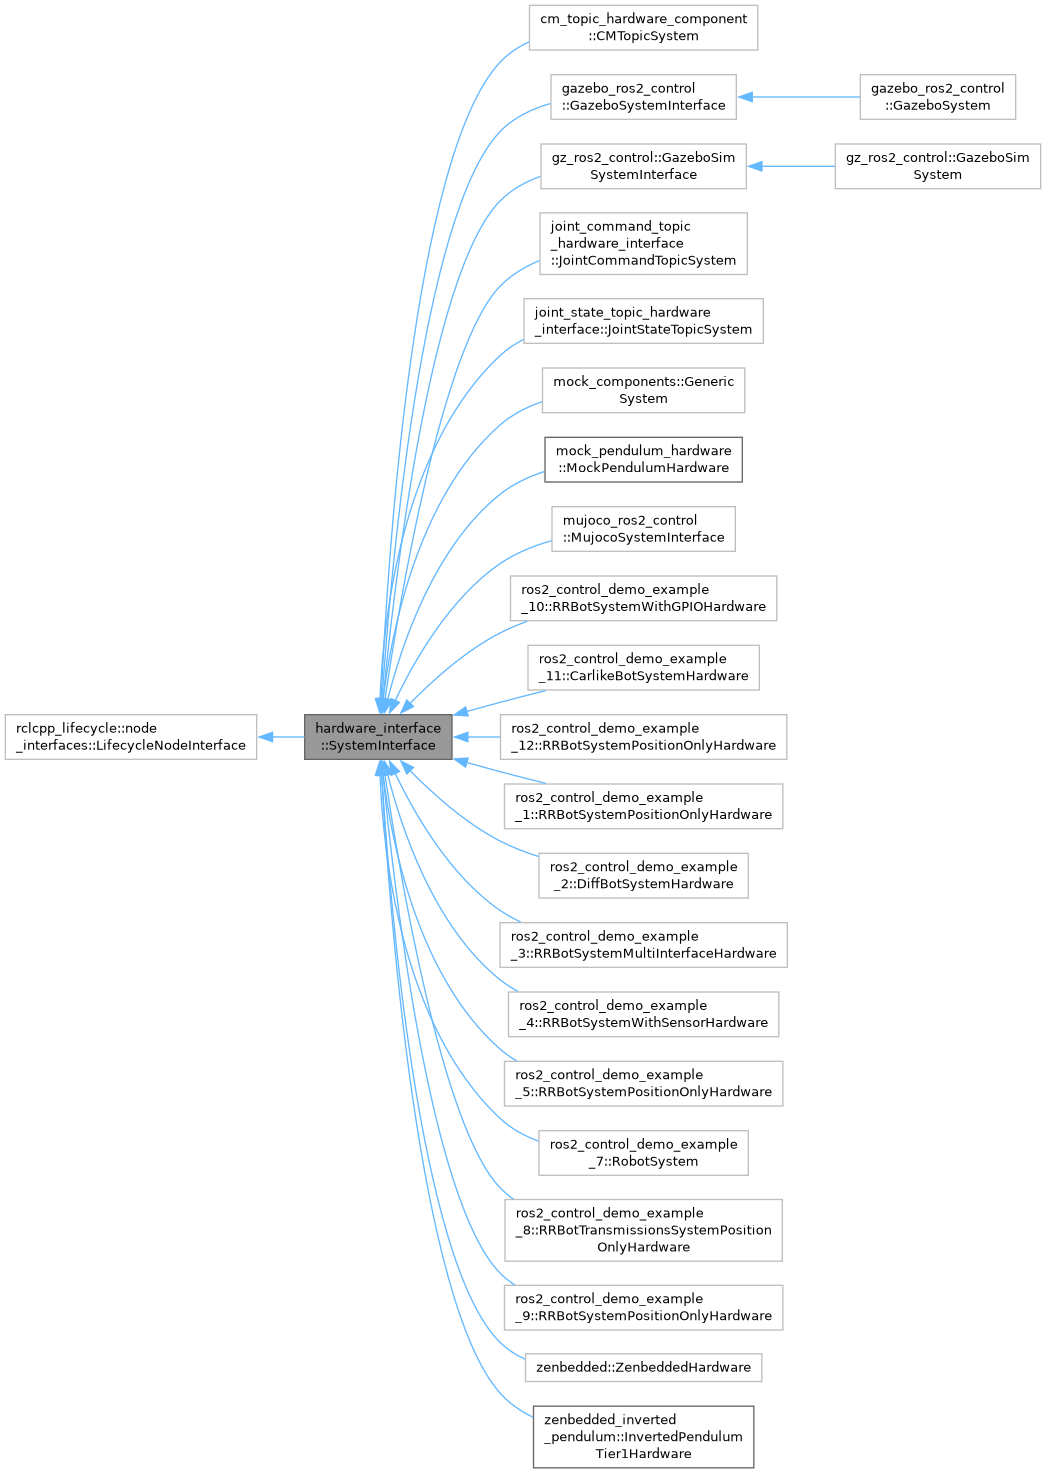 cm_topic_hardware_component
::CMTopicSystem
gazebo_ros2_control
::GazeboSystemInterface
gazebo_ros2_control
::GazeboSystem
gz_ros2_control::GazeboSim
SystemInterface
gz_ros2_control::GazeboSim
System
joint_command_topic
_hardware_interface
::JointCommandTopicSystem
joint_state_topic_hardware
_interface::JointStateTopicSystem
mock_components::Generic
System
mock_pendulum_hardware
::MockPendulumHardware
mujoco_ros2_control
::MujocoSystemInterface
ros2_control_demo_example
_10::RRBotSystemWithGPIOHardware
ros2_control_demo_example
_11::CarlikeBotSystemHardware
rclcpp_lifecycle::node
_interfaces::LifecycleNodeInterface
hardware_interface
::SystemInterface
ros2_control_demo_example
_12::RRBotSystemPositionOnlyHardware
ros2_control_demo_example
_1::RRBotSystemPositionOnlyHardware
ros2_control_demo_example
_2::DiffBotSystemHardware
ros2_control_demo_example
_3::RRBotSystemMultiInterfaceHardware
ros2_control_demo_example
_4::RRBotSystemWithSensorHardware
ros2_control_demo_example
_5::RRBotSystemPositionOnlyHardware
ros2_control_demo_example
_7::RobotSystem
ros2_control_demo_example
_8::RRBotTransmissionsSystemPosition
OnlyHardware
ros2_control_demo_example
_9::RRBotSystemPositionOnlyHardware
zenbedded::ZenbeddedHardware
zenbedded_inverted
_pendulum::InvertedPendulum
Tier1Hardware